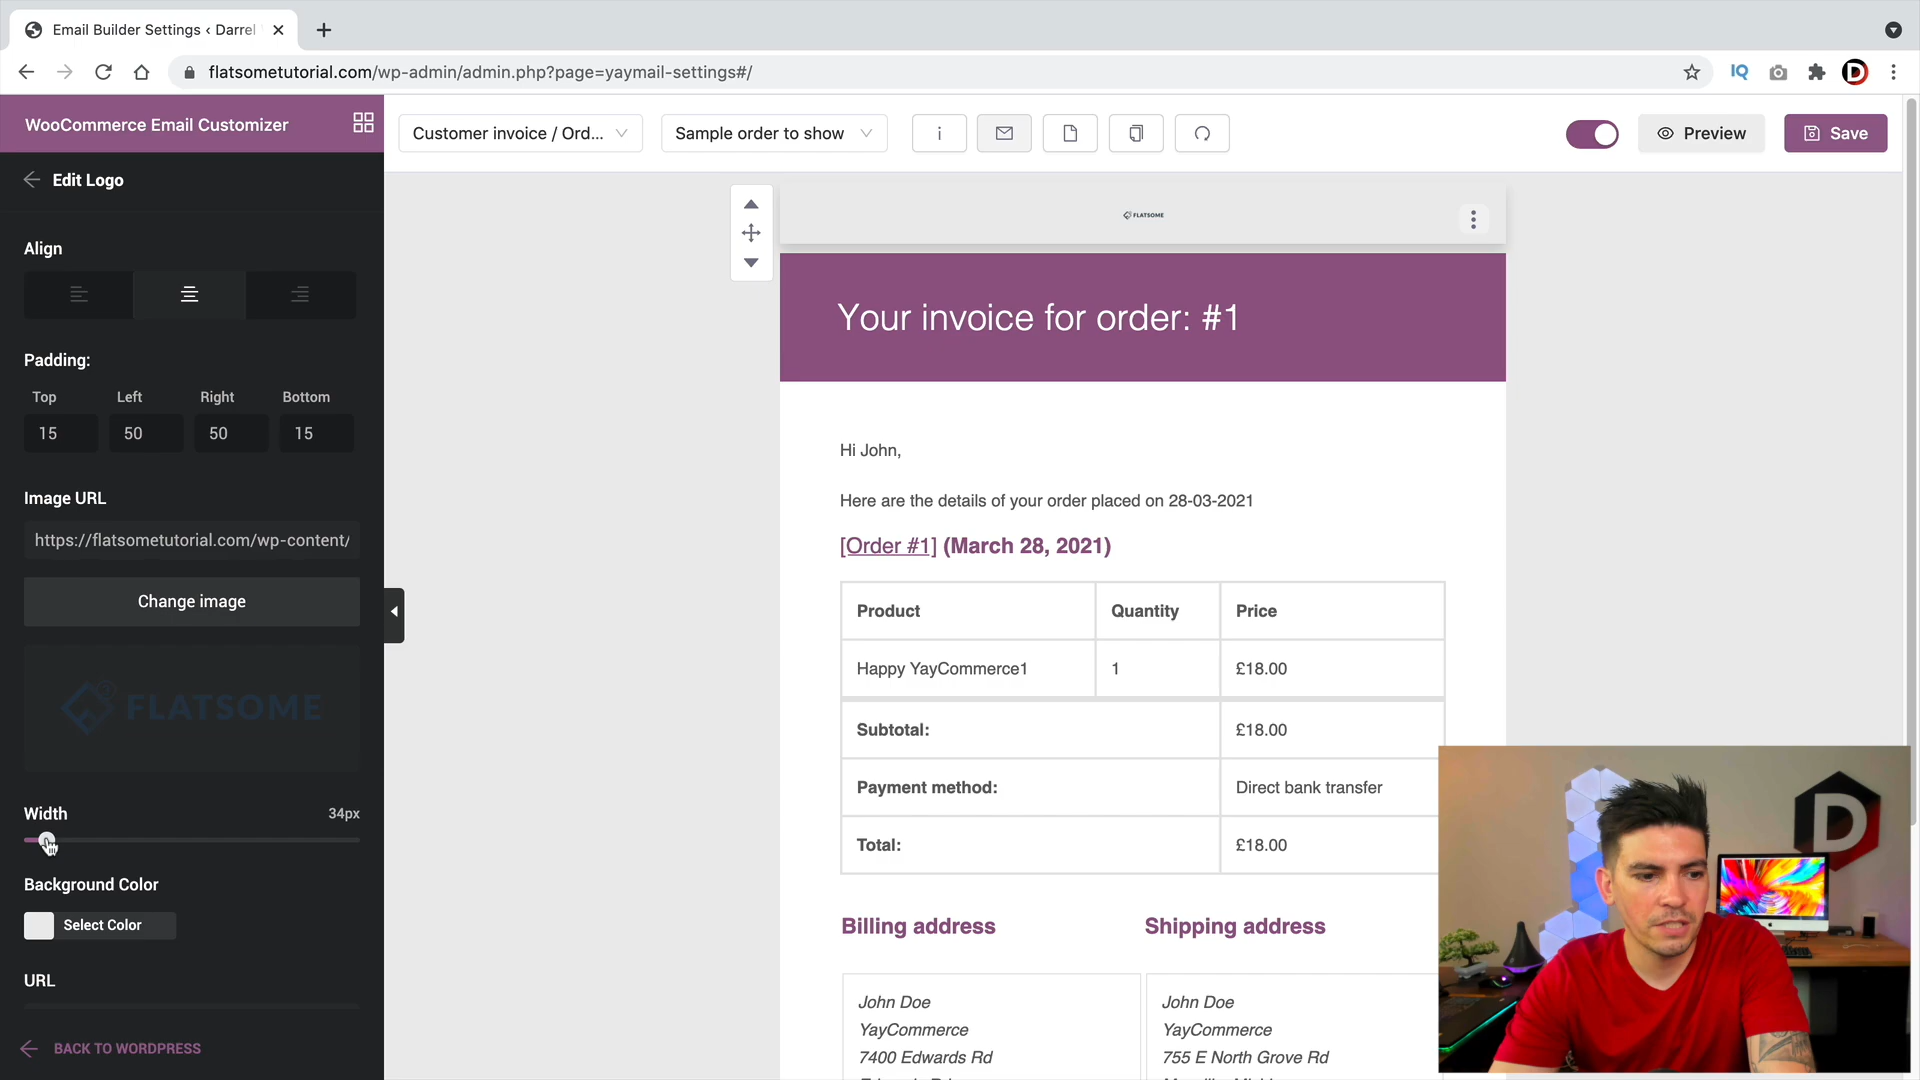 Email Builder Settings ‹ Darrel
flatsometutorial.com/wp-admin/admin.php?page=yaymail-settings#/
IQ
D
WooCommerce Email Customizer
Customer invoice / Ord...
Sample order to show
i
Preview
Save
Edit Logo
Align
Padding:
Top
Left
Right
Bottom
15
50
50
15
Image URL
https://flatsometutorial.com/wp-content/
Change image
FLATSOME
Width
34px
Background Color
Select Color
URL
BACK TO WORDPRESS
FLATSOME
Your invoice for order: #1
Hi John,
Here are the details of your order placed on 28-03-2021
[Order #1] (March 28, 2021)
Product
Quantity
Price
Happy YayCommerce1
1
£18.00
Subtotal:
£18.00
Payment method:
Direct bank transfer
Total:
£18.00
Billing address
Shipping address
John Doe
YayCommerce
7400 Edwards Rd
John Doe
YayCommerce
755 E North Grove Rd
D